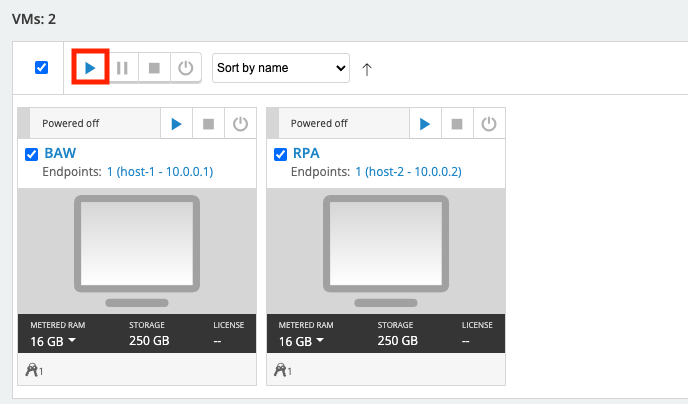 VMs: 2
Sort by name
Powered off
BAW
Endpoints: 1 (host-1 - 10.0.0.1)
METERED RAM STORAGE LICENSE
16 GB 250 GB --
1
Powered off
RPA
Endpoints: 1 (host-2 - 10.0.0.2)
METERED RAM STORAGE LICENSE
16 GB 250 GB --
1